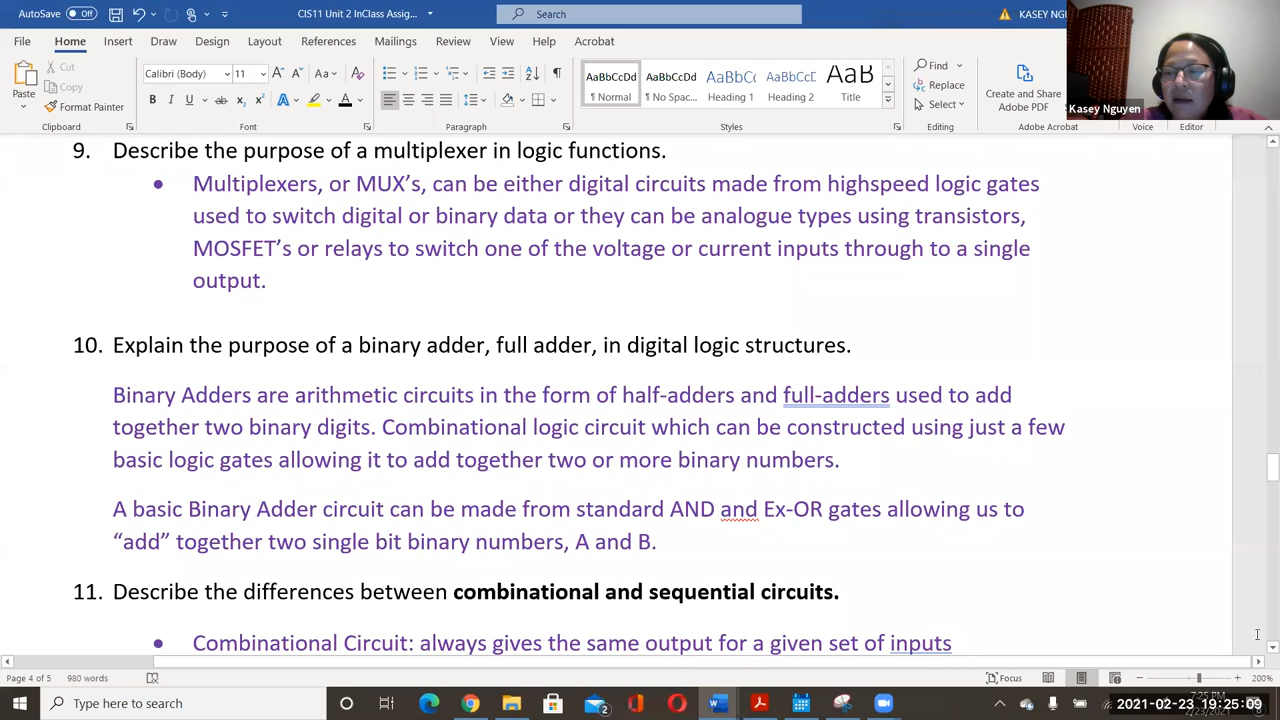 AutoSave Off CIS11 Unit 2 InClass Assig... Search KASEY NGU
File Home Insert Draw Design Layout References Mailings Review View Help Acrobat
Paste Cut Copy Format Painter
Calibri (Body) 11 A A Aa A
B I U ab x2 x2 A A
AaBbCcDd AaBbCcDd AaBbCc AaBbCcD AaB
¶ Normal ¶ No Spac... Heading 1 Heading 2 Title
Find Replace Select
Create and Share Adobe PDF
Kasey Nguyen
Clipboard Font Paragraph Styles Editing Adobe Acrobat Voice Editor
9. Describe the purpose of a multiplexer in logic functions.
• Multiplexers, or MUX's, can be either digital circuits made from highspeed logic gates
used to switch digital or binary data or they can be analogue types using transistors,
MOSFET's or relays to switch one of the voltage or current inputs through to a single
output.
10. Explain the purpose of a binary adder, full adder, in digital logic structures.
Binary Adders are arithmetic circuits in the form of half-adders and full-adders used to add
together two binary digits. Combinational logic circuit which can be constructed using just a few
basic logic gates allowing it to add together two or more binary numbers.
A basic Binary Adder circuit can be made from standard AND and Ex-OR gates allowing us to
“add” together two single bit binary numbers, A and B.
11. Describe the differences between combinational and sequential circuits.
• Combinational Circuit: always gives the same output for a given set of inputs
Page 4 of 5 980 words Focus 200%
Type here to search 2 7:25 PM
2021-02-23 19:25:09